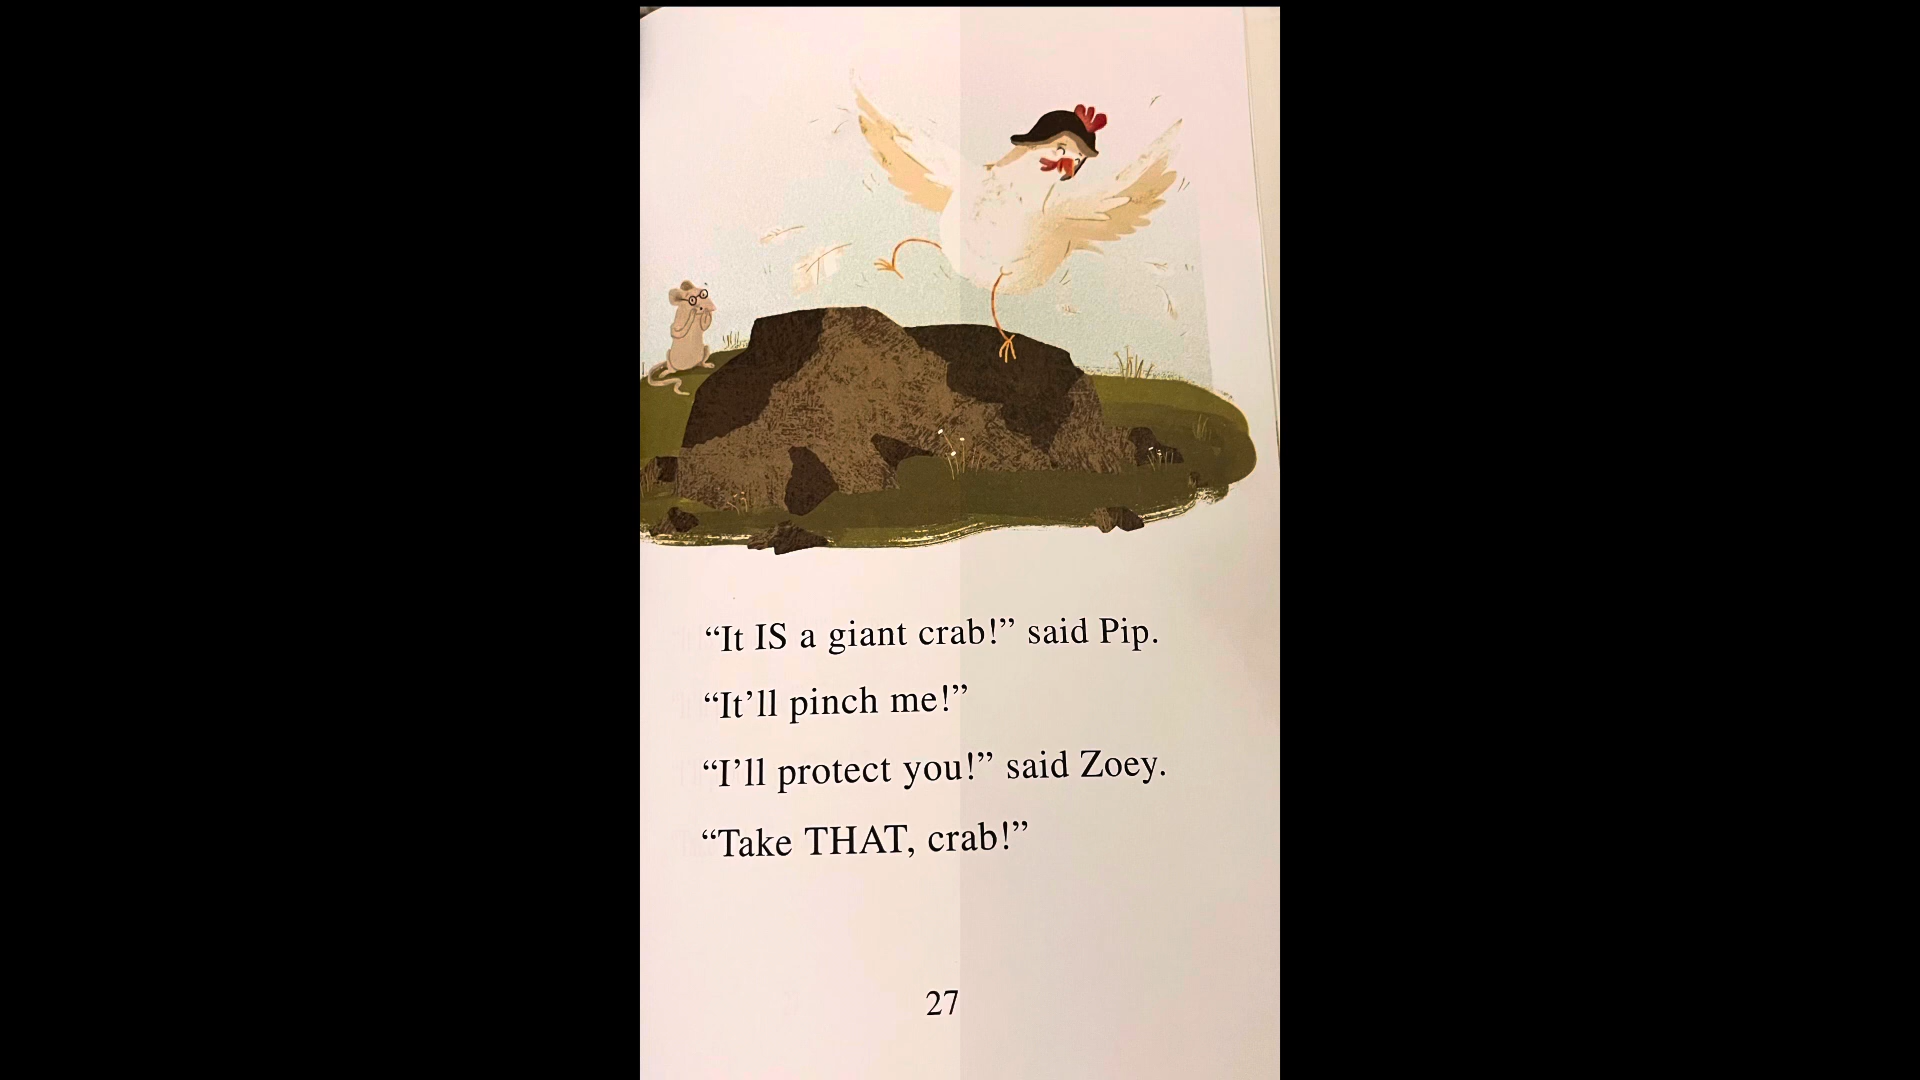 “It IS a giant crab!” said Pip.
“It’ll pinch me!”
“I’ll protect you!” said Zoey.
“Take THAT, crab!”
27